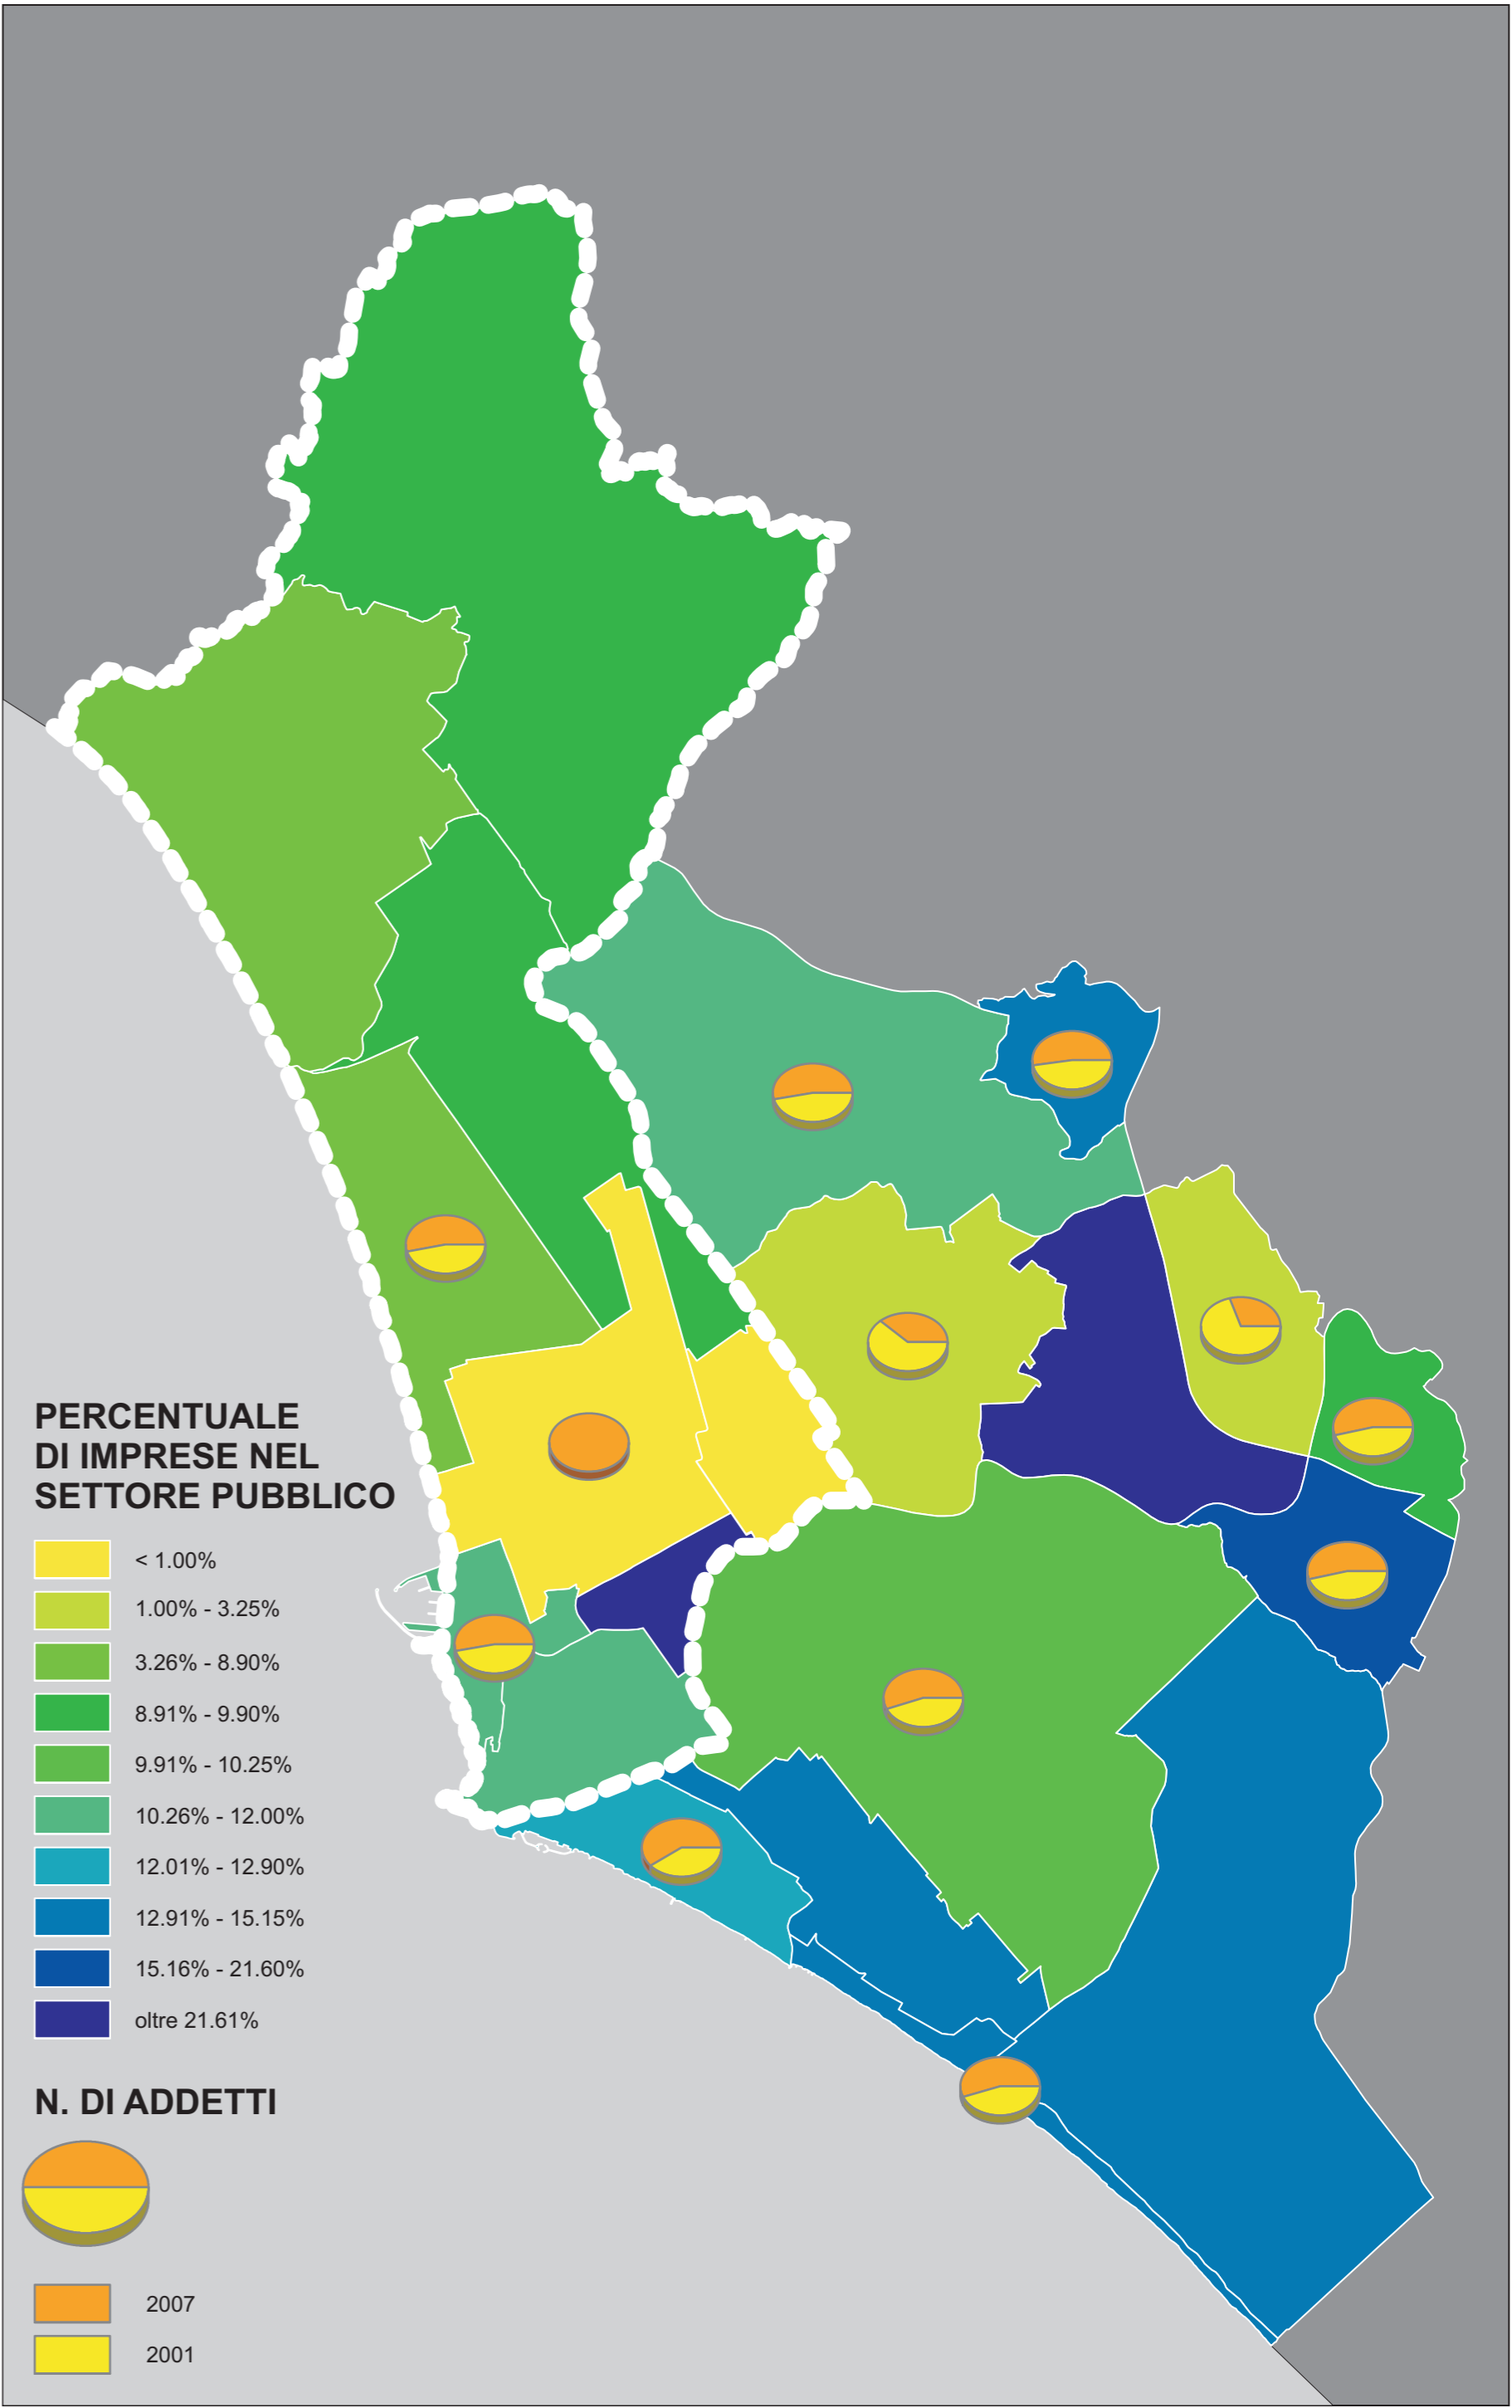 PERCENTUALE
DI IMPRESE NEL
SETTORE PUBBLICO
< 1.00%
1.00% - 3.25%
3.26% - 8.90%
8.91% - 9.90%
9.91% - 10.25%
10.26% - 12.00%
12.01% - 12.90%
12.91% - 15.15%
15.16% - 21.60%
oltre 21.61%
N. DI ADDETTI
2007
2001